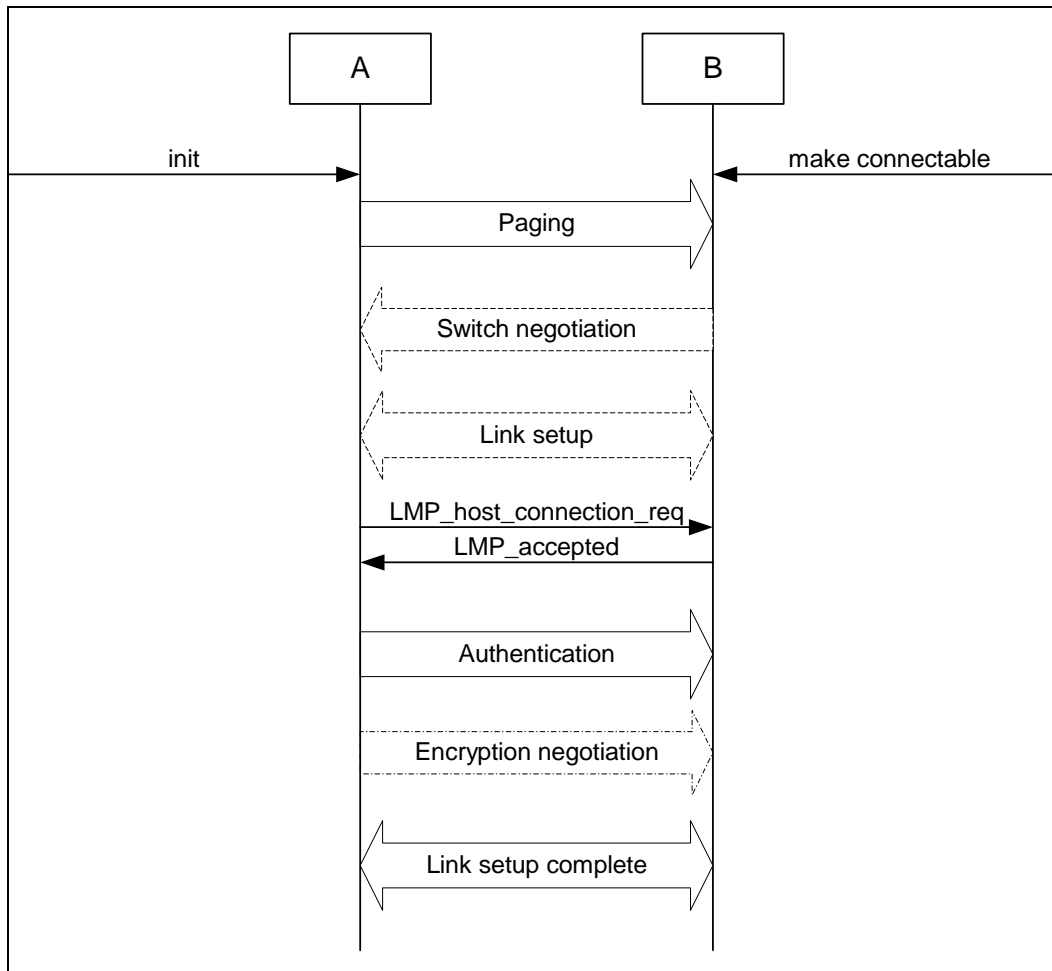 A
B
init
make connectable
Paging
Switch negotiation
Link setup
LMP_host_connection_req
LMP_accepted
Authentication
Encryption negotiation
Link setup complete